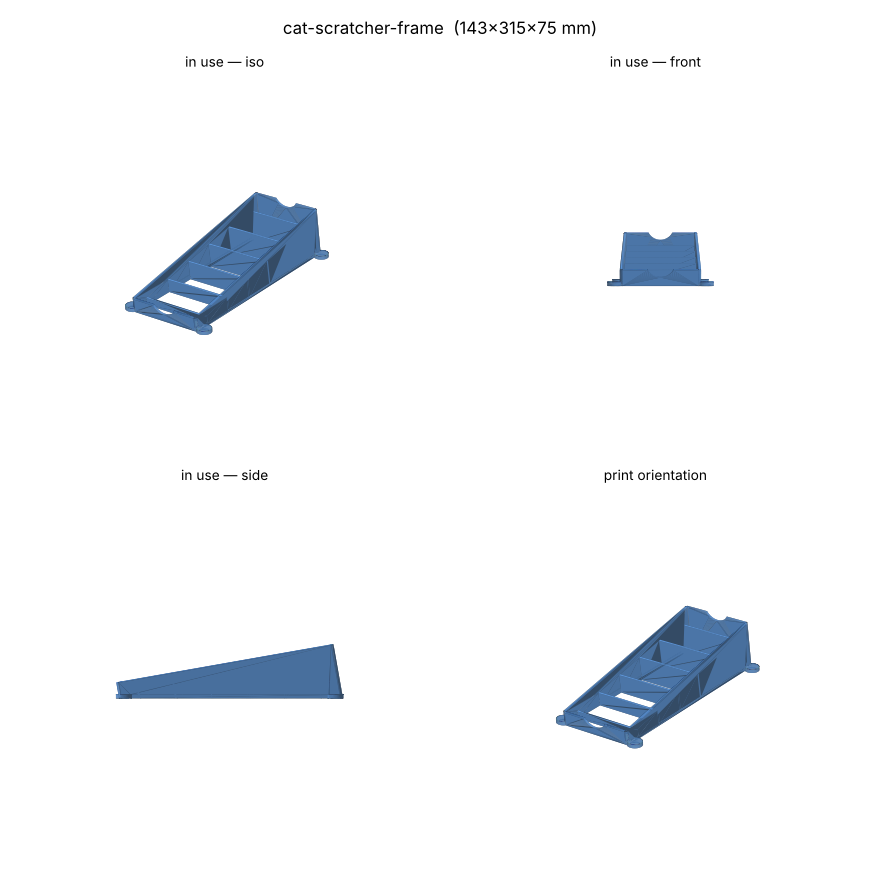 cat-scratcher-frame (143×315×75 mm)
in use — iso
in use — front
in use — side
print orientation